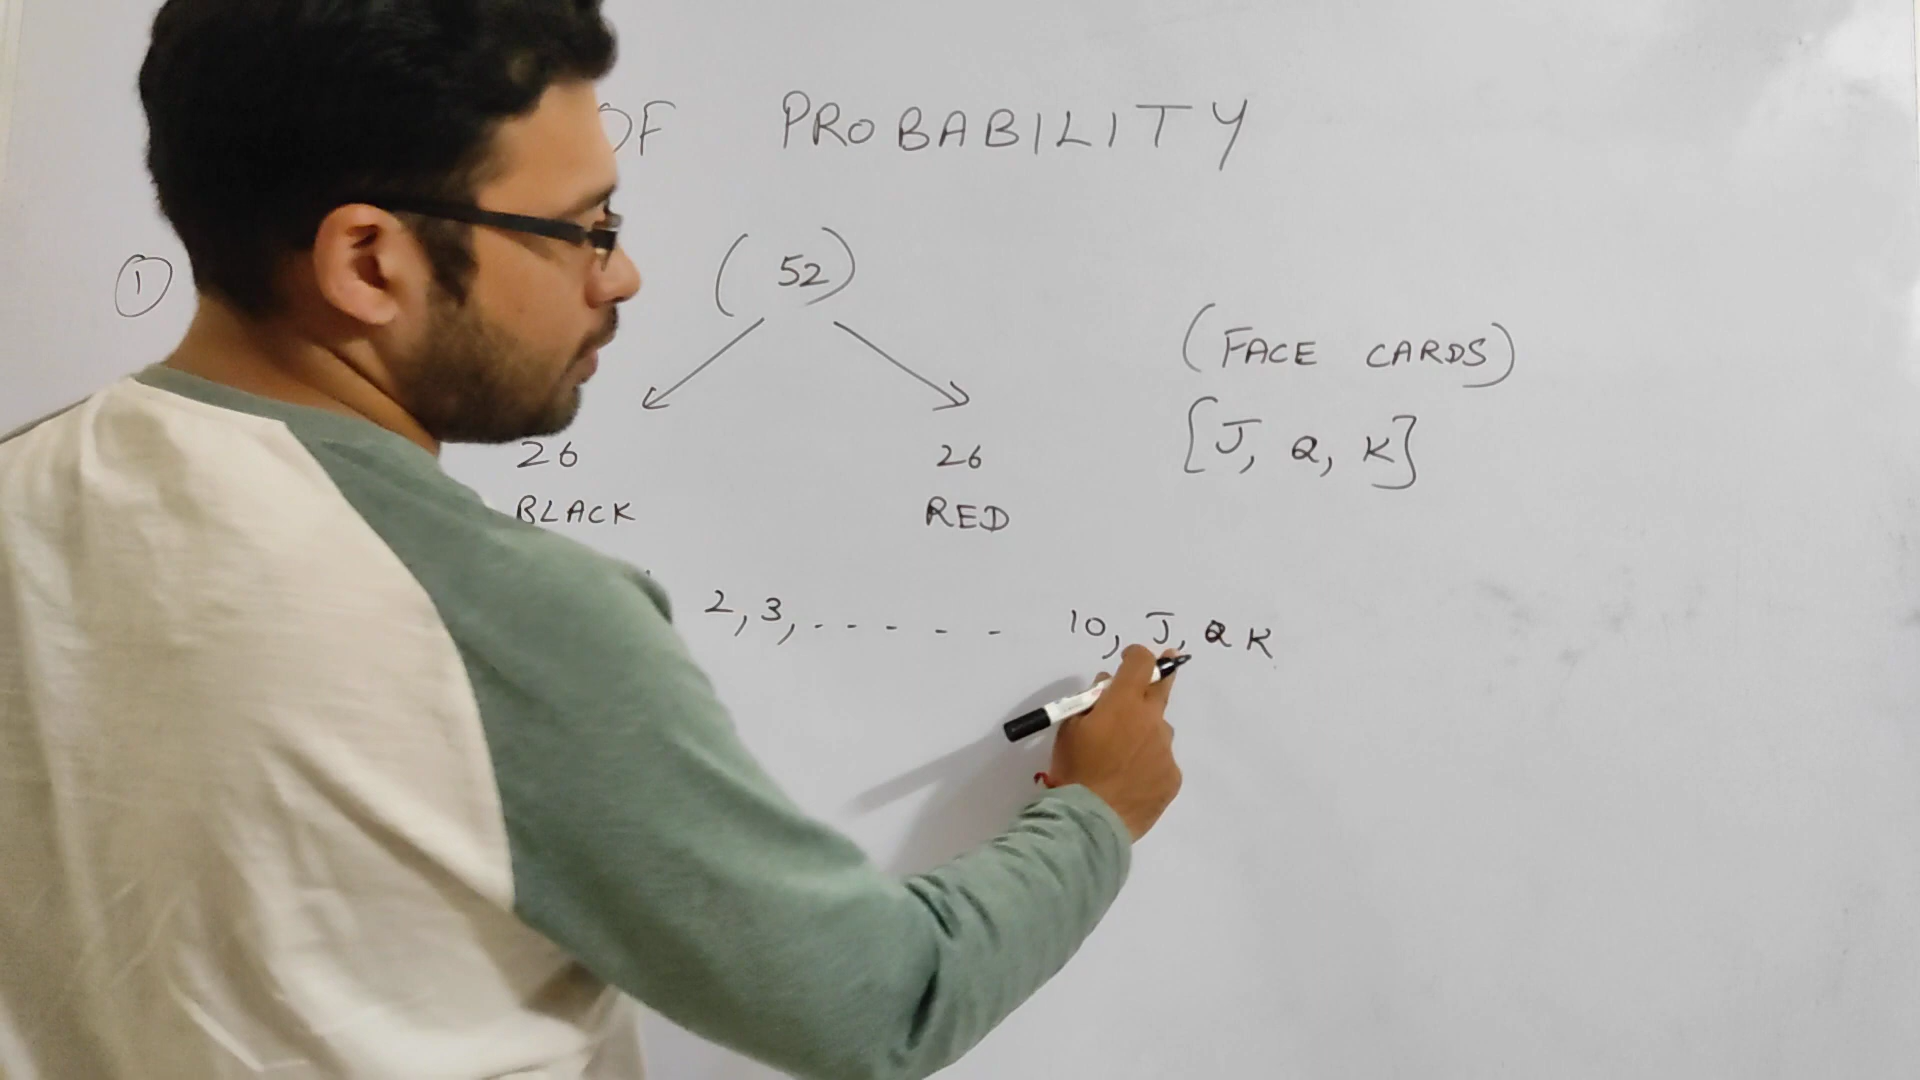 OF PROBABILITY
①
(52)
(FACE CARDS)
[J, Q, K]
26 26
BLACK RED
2, 3, . - - - - - 10, J, Q K